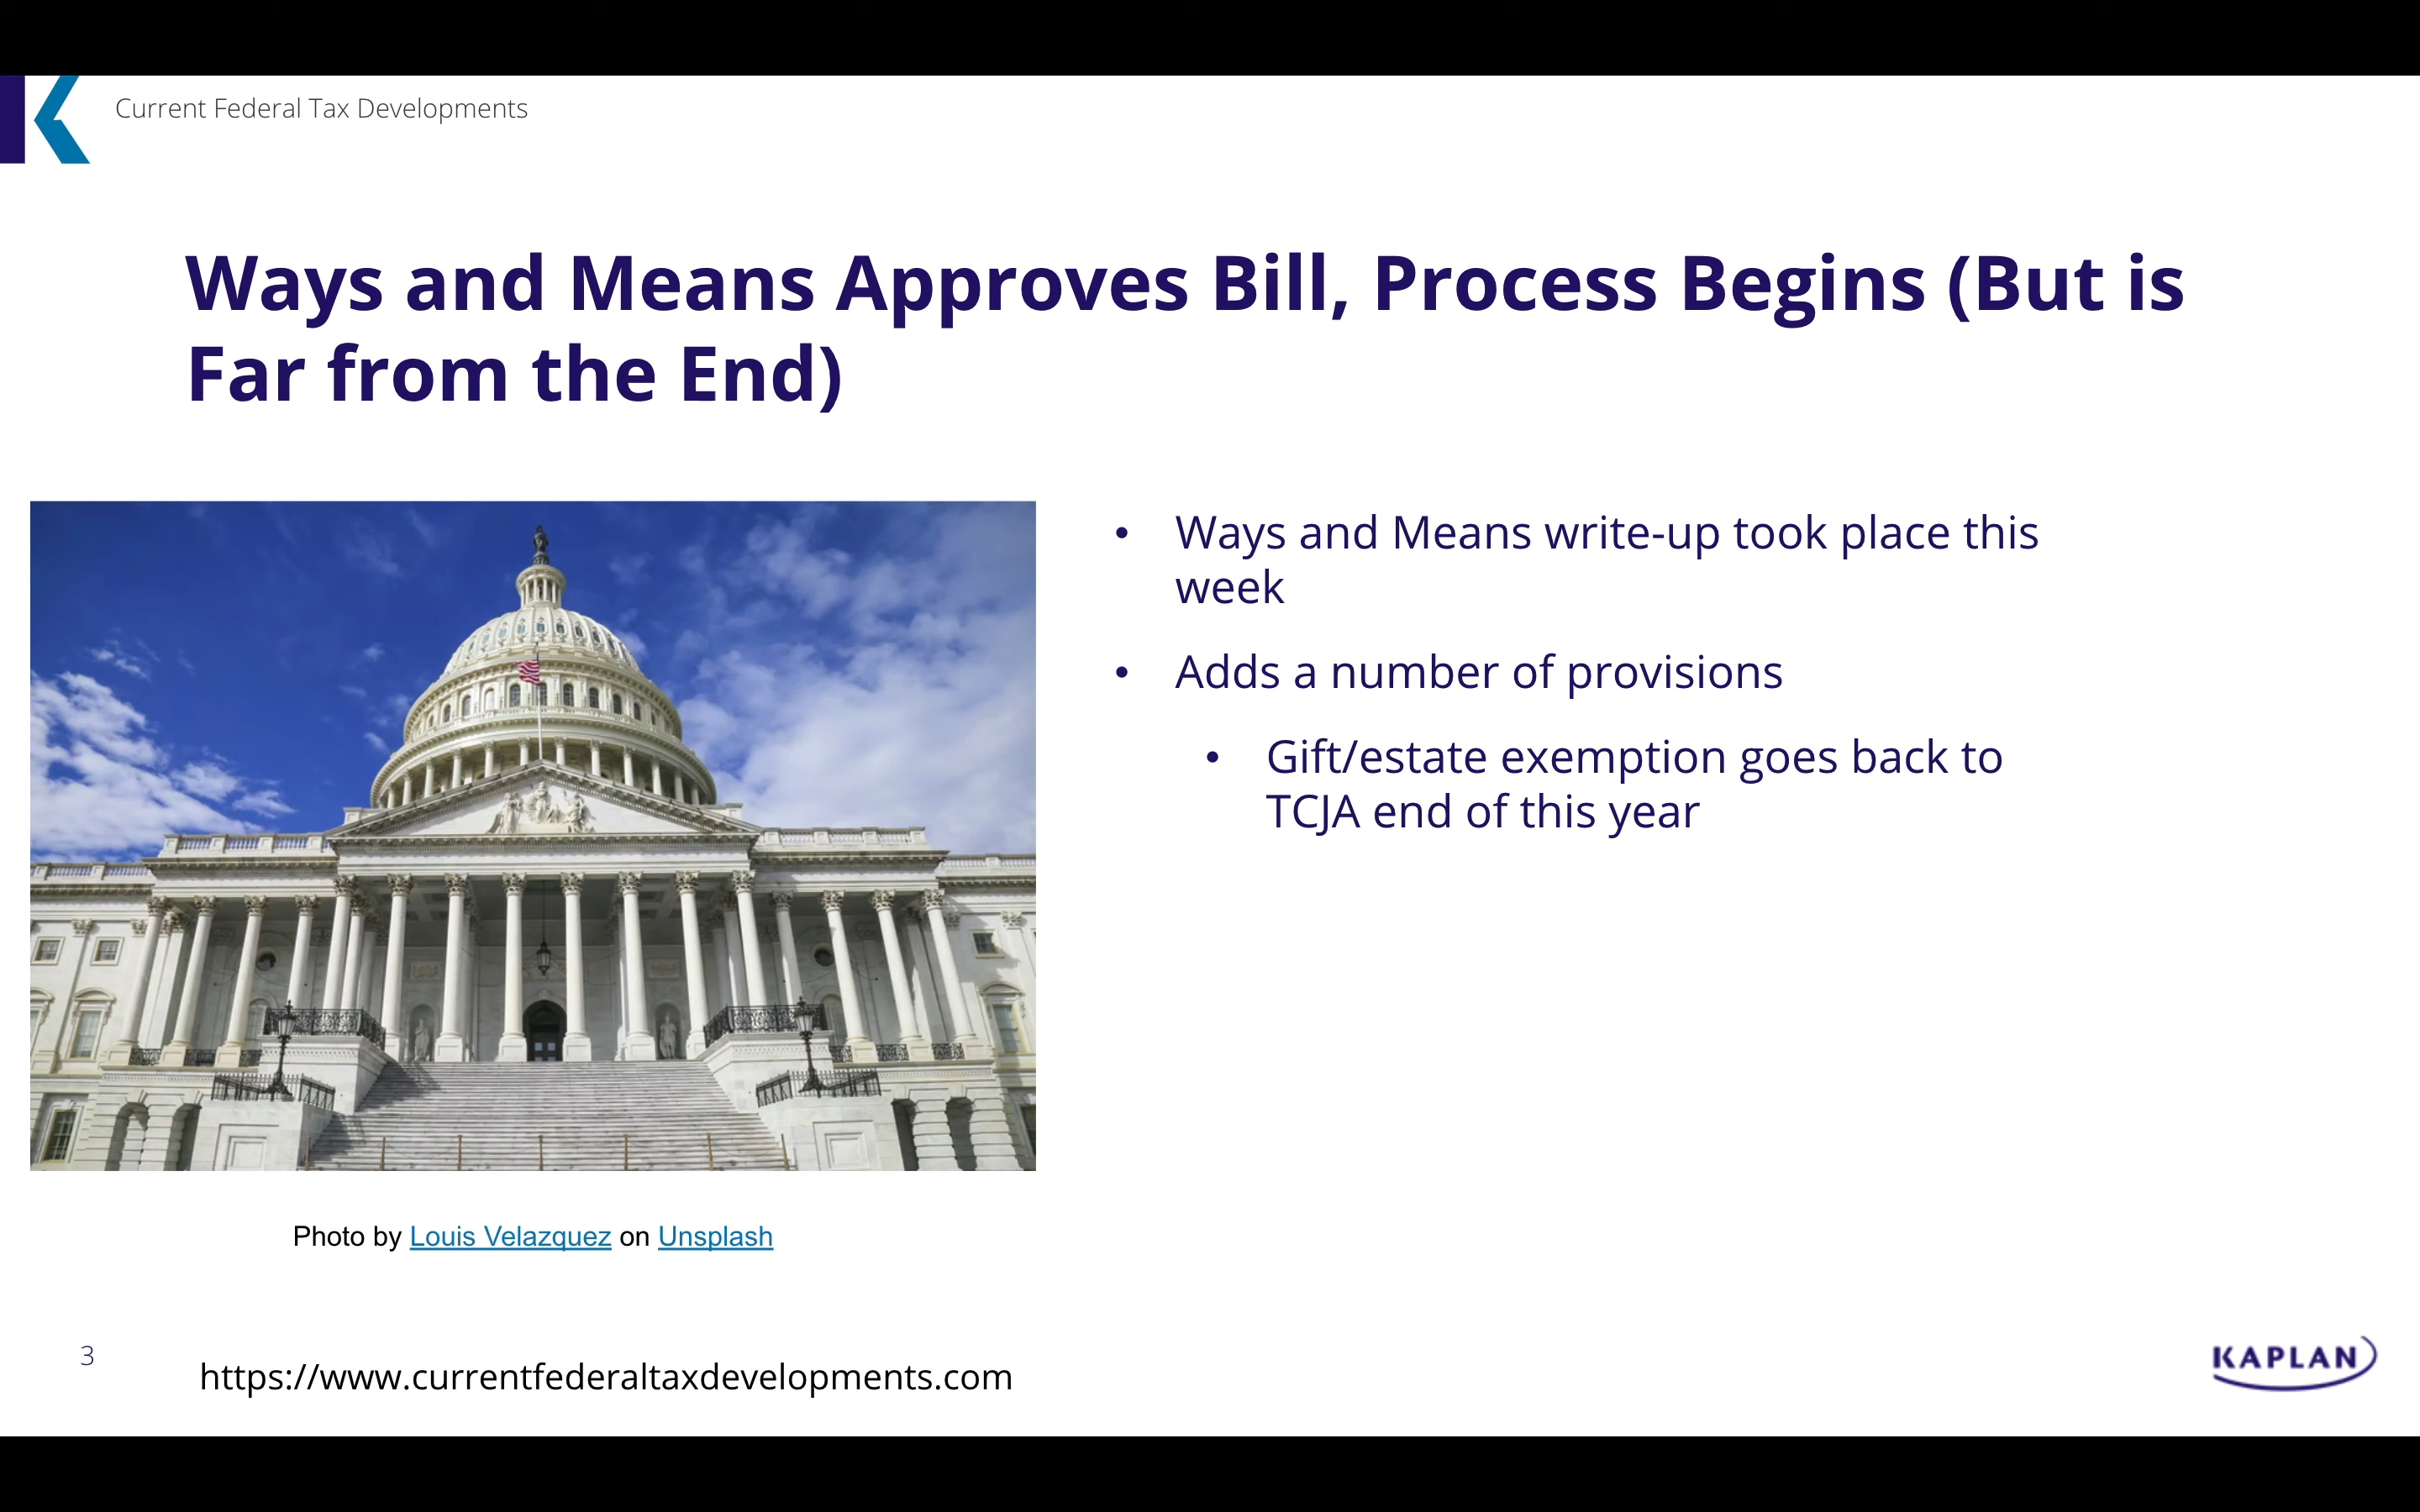 Current Federal Tax Developments
Ways and Means Approves Bill, Process Begins (But is
Far from the End)
• Ways and Means write-up took place this
week
• Adds a number of provisions
• Gift/estate exemption goes back to
TCJA end of this year
Photo by Louis Velazquez on Unsplash
3
https://www.currentfederaltaxdevelopments.com
KAPLAN